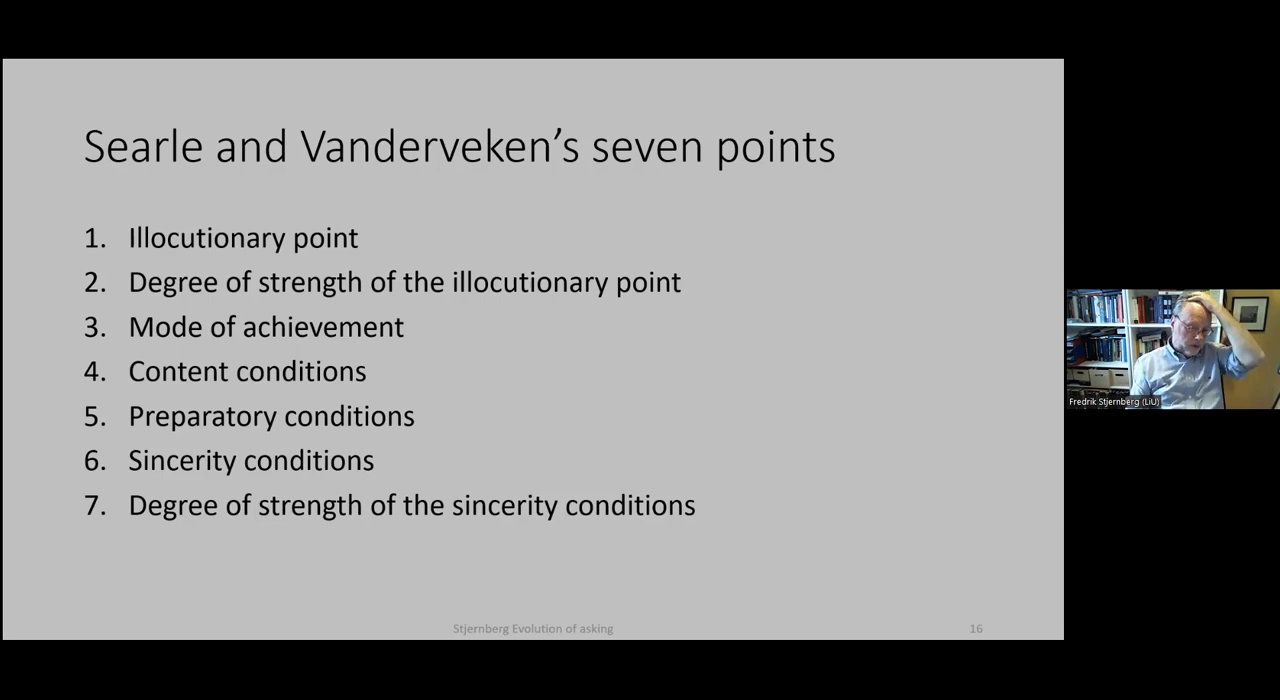 Searle and Vanderveken’s seven points
1. Illocutionary point
2. Degree of strength of the illocutionary point
3. Mode of achievement
4. Content conditions
5. Preparatory conditions
6. Sincerity conditions
7. Degree of strength of the sincerity conditions
Stjernberg Evolution of asking
16
Fredrik Stjernberg (LiU)